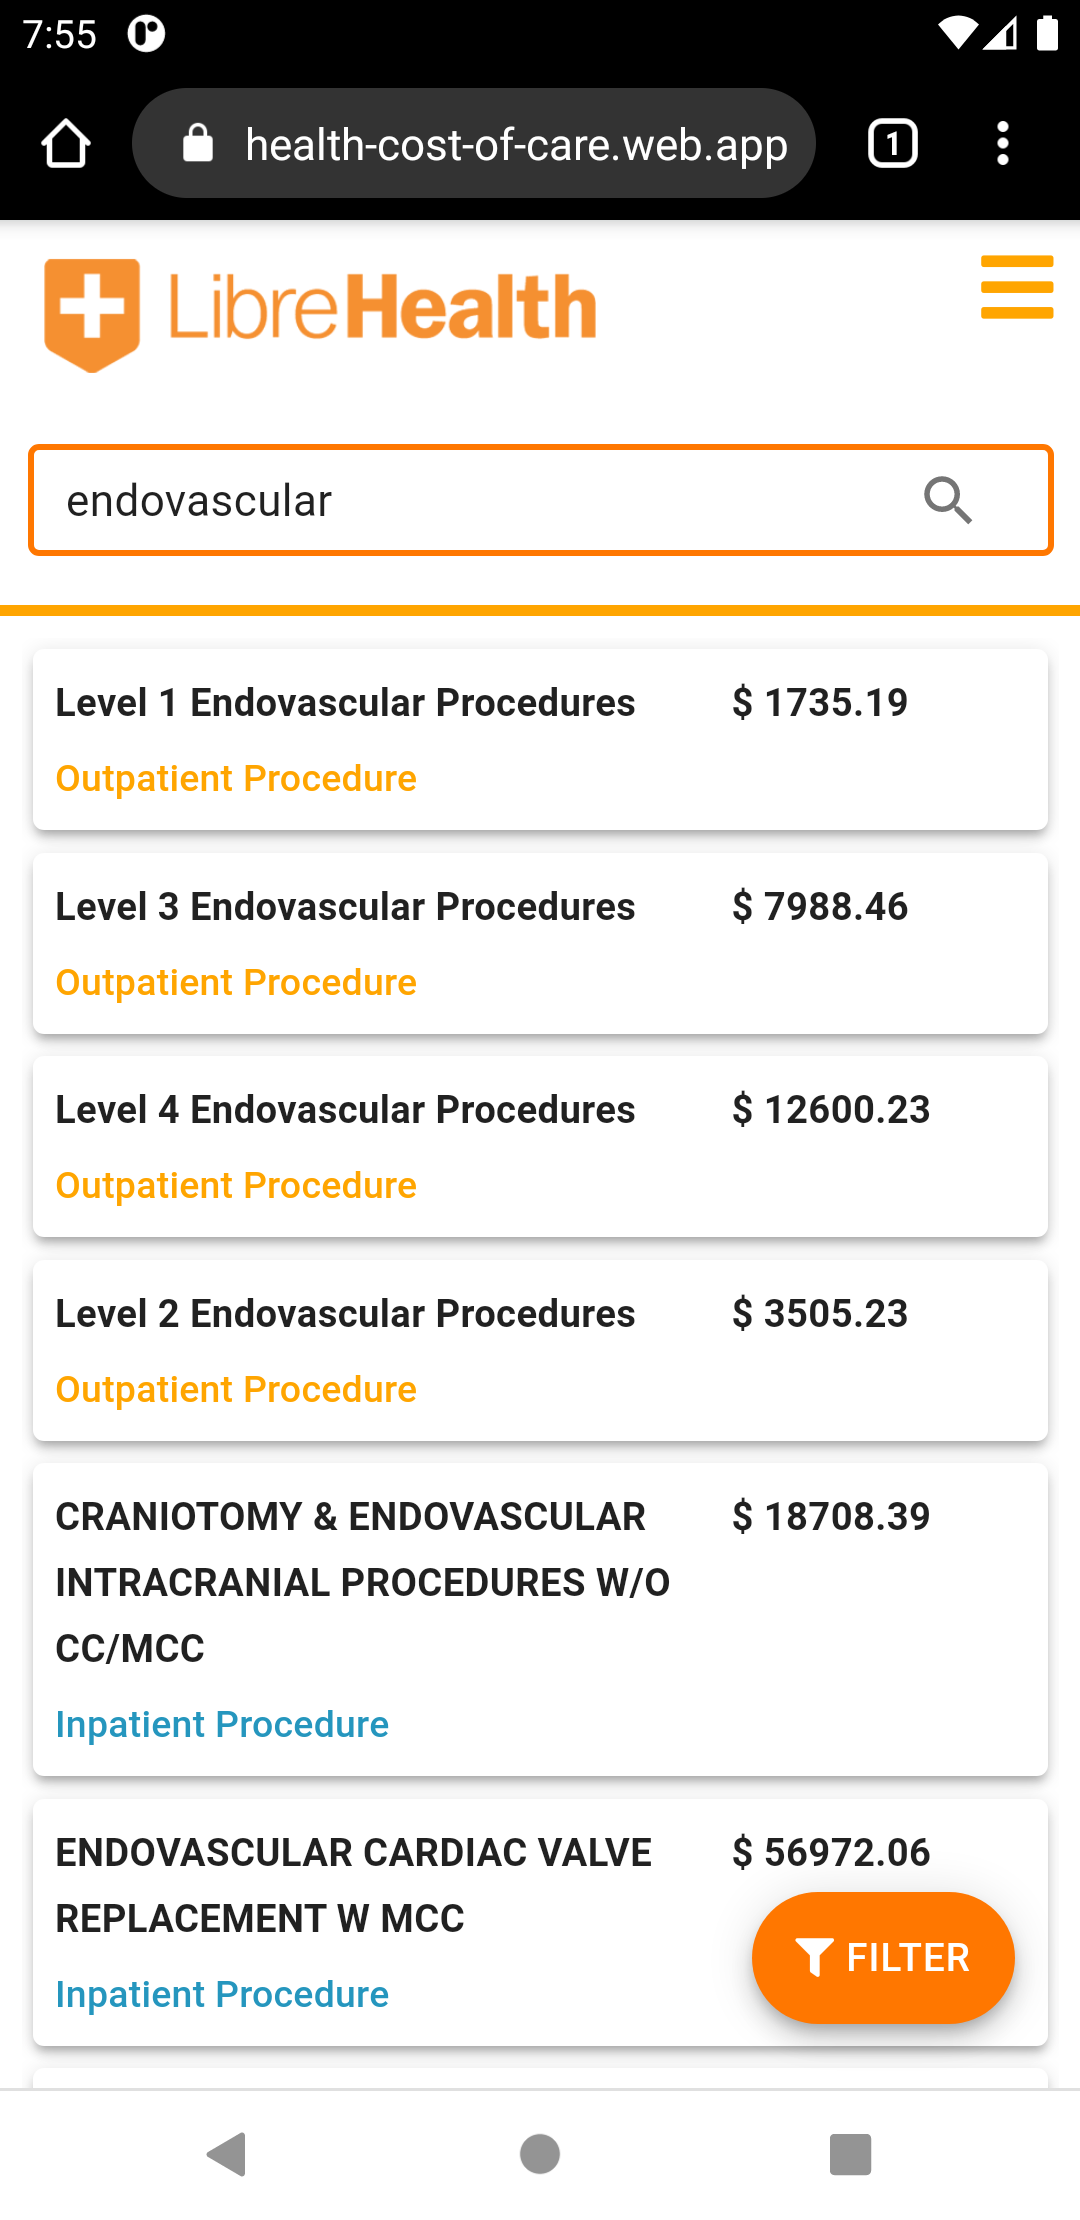 7:55
health-cost-of-care.web.app
1
LibreHealth
endovascular
Level 1 Endovascular Procedures $ 1735.19
Outpatient Procedure
Level 3 Endovascular Procedures $ 7988.46
Outpatient Procedure
Level 4 Endovascular Procedures $ 12600.23
Outpatient Procedure
Level 2 Endovascular Procedures $ 3505.23
Outpatient Procedure
CRANIOTOMY & ENDOVASCULAR $ 18708.39
INTRACRANIAL PROCEDURES W/O
CC/MCC
Inpatient Procedure
ENDOVASCULAR CARDIAC VALVE $ 56972.06
REPLACEMENT W MCC
FILTER
Inpatient Procedure